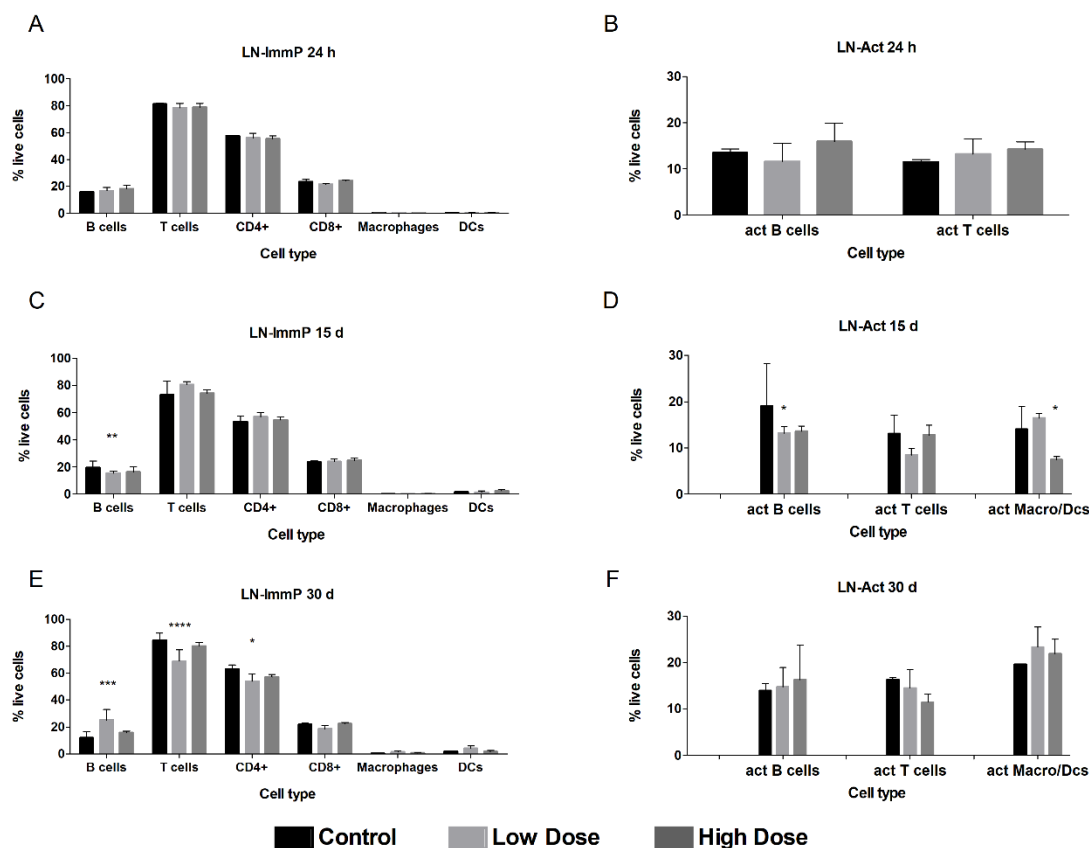 A
LN-ImmP 24 h
% live cells
100
80
60
40
20
0
B cells T cells CD4+ CD8+ Macrophages DCs
Cell type
B
LN-Act 24 h
% live cells
30
20
10
0
act B cells act T cells
Cell type
C
LN-ImmP 15 d
% live cells
100
80
60
40
20
0
**
B cells T cells CD4+ CD8+ Macrophages DCs
Cell type
D
LN-Act 15 d
% live cells
30
20
10
0
* *
act B cells act T cells act Macro/Dcs
Cell type
E
LN-ImmP 30 d
% live cells
100
80
60
40
20
0
*** **** *
B cells T cells CD4+ CD8+ Macrophages DCs
Cell type
F
LN-Act 30 d
% live cells
30
20
10
0
act B cells act T cells act Macro/Dcs
Cell type
Control Low Dose High Dose